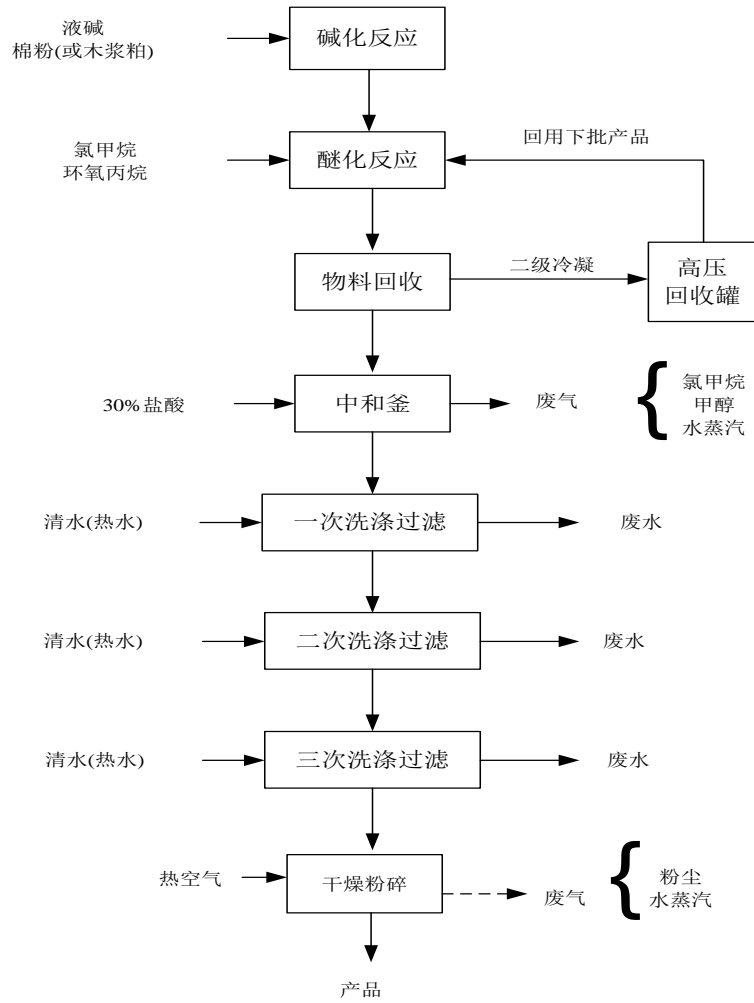 液碱
棉粉(或木浆粕)
碱化反应
氯甲烷
环氧丙烷
醚化反应
回用下批产品
物料回收
二级冷凝
高压
回收罐
30%盐酸
中和釜
废气
氯甲烷
甲醇
水蒸汽
清水(热水)
一次洗涤过滤
废水
清水(热水)
二次洗涤过滤
废水
清水(热水)
三次洗涤过滤
废水
热空气
干燥粉碎
废气
粉尘
水蒸汽
产品